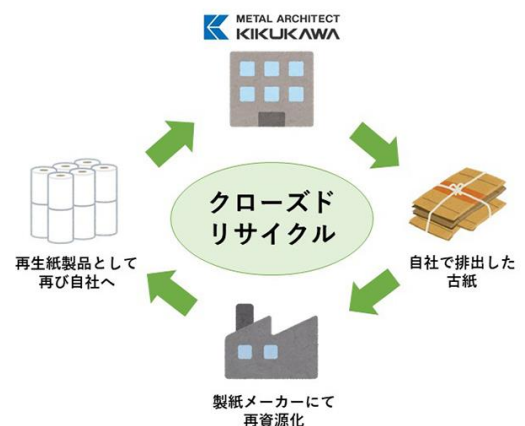 METAL ARCHITECT
KIKUKAWA
クローズド
リサイクル
自社で排出した
古紙
製紙メーカーにて
再資源化
再生紙製品として
再び自社へ